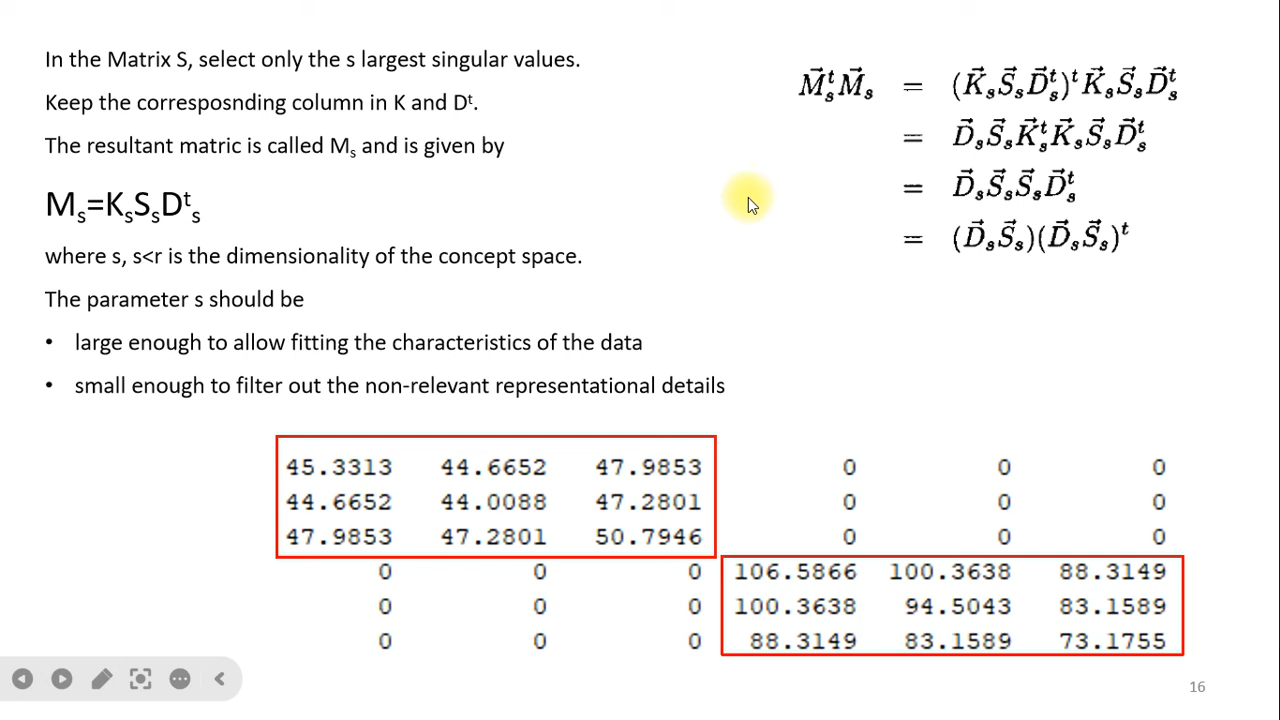 In the Matrix S, select only the s largest singular values.
Keep the corresposnding column in K and Dᵗ.
The resultant matric is called Mₛ and is given by
Mₛ=KₛSₛDᵗₛ
where s, s<r is the dimensionality of the concept space.
The parameter s should be
• large enough to allow fitting the characteristics of the data
• small enough to filter out the non-relevant representational details
M⃗ₛᵗM⃗ₛ = (K⃗ₛS⃗ₛD⃗ₛᵗ)ᵗK⃗ₛS⃗ₛD⃗ₛᵗ
= D⃗ₛS⃗ₛK⃗ₛᵗK⃗ₛS⃗ₛD⃗ₛᵗ
= D⃗ₛS⃗ₛS⃗ₛD⃗ₛᵗ
= (D⃗ₛS⃗ₛ)(D⃗ₛS⃗ₛ)ᵗ
45.3313 44.6652 47.9853 0 0 0
44.6652 44.0088 47.2801 0 0 0
47.9853 47.2801 50.7946 0 0 0
0 0 0 106.5866 100.3638 88.3149
0 0 0 100.3638 94.5043 83.1589
0 0 0 88.3149 83.1589 73.1755
16